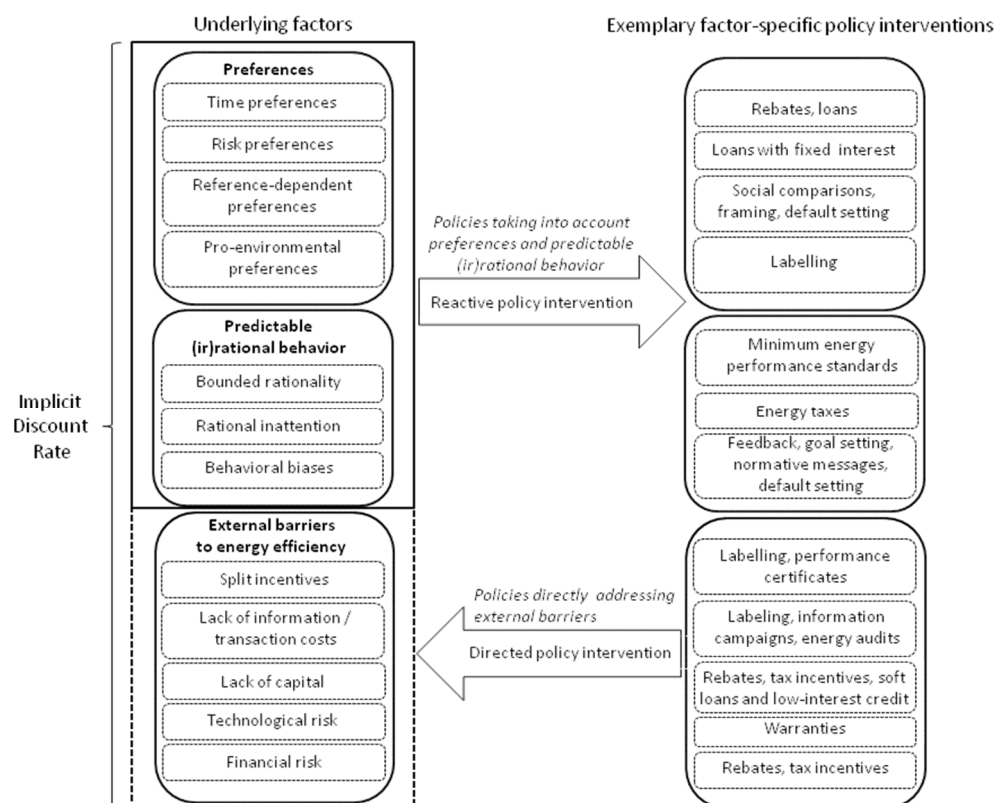 Underlying factors
Exemplary factor-specific policy interventions
Implicit
Discount
Rate
Preferences
Time preferences
Risk preferences
Reference-dependent
preferences
Pro-environmental
preferences
Predictable
(ir)rational behavior
Bounded rationality
Rational inattention
Behavioral biases
External barriers
to energy efficiency
Split incentives
Lack of information /
transaction costs
Lack of capital
Technological risk
Financial risk
Policies taking into account
preferences and predictable
(ir)rational behavior
Reactive policy intervention
Policies directly addressing
external barriers
Directed policy intervention
Rebates, loans
Loans with fixed interest
Social comparisons,
framing, default setting
Labelling
Minimum energy
performance standards
Energy taxes
Feedback, goal setting,
normative messages,
default setting
Labelling, performance
certificates
Labeling, information
campaigns, energy audits
Rebates, tax incentives, soft
loans and low-interest credit
Warranties
Rebates, tax incentives